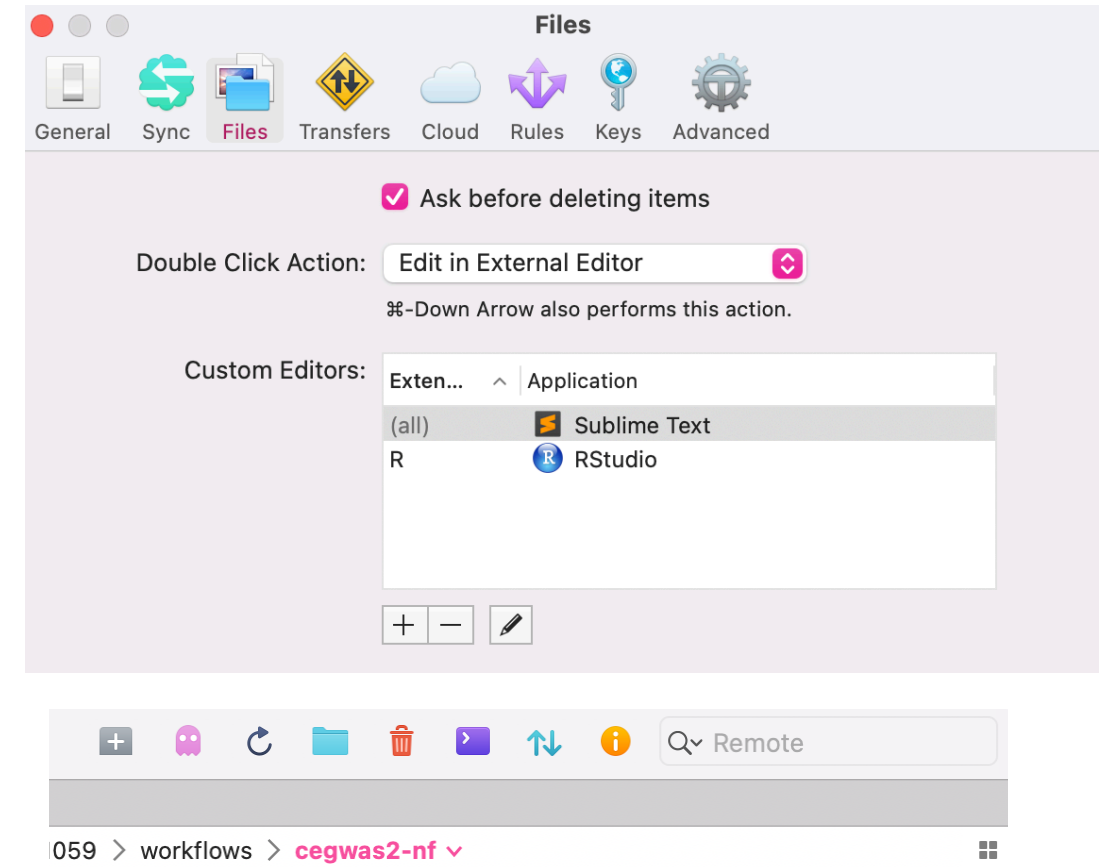 Files
General Sync Files Transfers Cloud Rules Keys Advanced
Ask before deleting items
Double Click Action: Edit in External Editor
⌘-Down Arrow also performs this action.
Custom Editors: Exten... Application
(all) Sublime Text
R RStudio
Remote
059 > workflows > cegwas2-nf